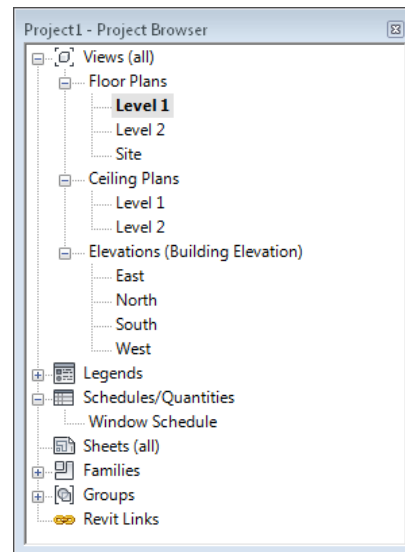 Project1 - Project Browser
Views (all)
Floor Plans
Level 1
Level 2
Site
Ceiling Plans
Level 1
Level 2
Elevations (Building Elevation)
East
North
South
West
Legends
Schedules/Quantities
Window Schedule
Sheets (all)
Families
Groups
Revit Links